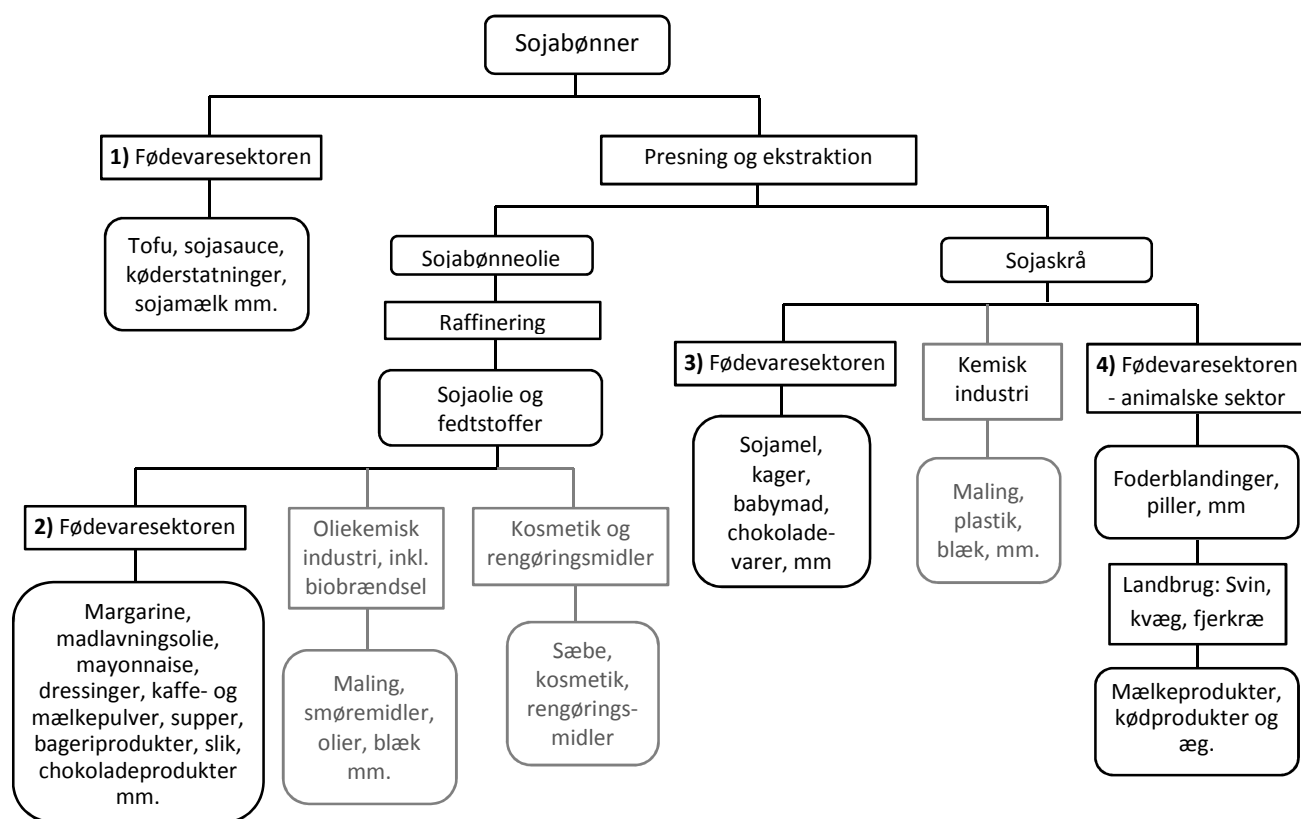 Sojabønner
1) Fødevaresektoren
Presning og ekstraktion
Tofu, sojasauce,
køderstatninger,
sojamælk mm.
Sojabønneolie
Sojaskrå
Raffinering
Sojaolie og
fedtstoffer
3) Fødevaresektoren
Kemisk
industri
4) Fødevaresektoren
- animalske sektor
Sojamel,
kager,
babymad,
chokolade-
varer, mm
Maling,
plastik,
blæk, mm.
Foderblandinger,
piller, mm
Landbrug: Svin,
kvæg, fjerkræ
Mælkeprodukter,
kødprodukter og
æg.
2) Fødevaresektoren
Oliekemisk
industri, inkl.
biobrændsel
Kosmetik og
rengøringsmidler
Margarine,
madlavningsolie,
mayonnaise,
dressinger, kaffe- og
mælkepulver, supper,
bageriprodukter, slik,
chokoladeprodukter
mm.
Maling,
smøremidler,
olier, blæk
mm.
Sæbe,
kosmetik,
rengørings-
midler